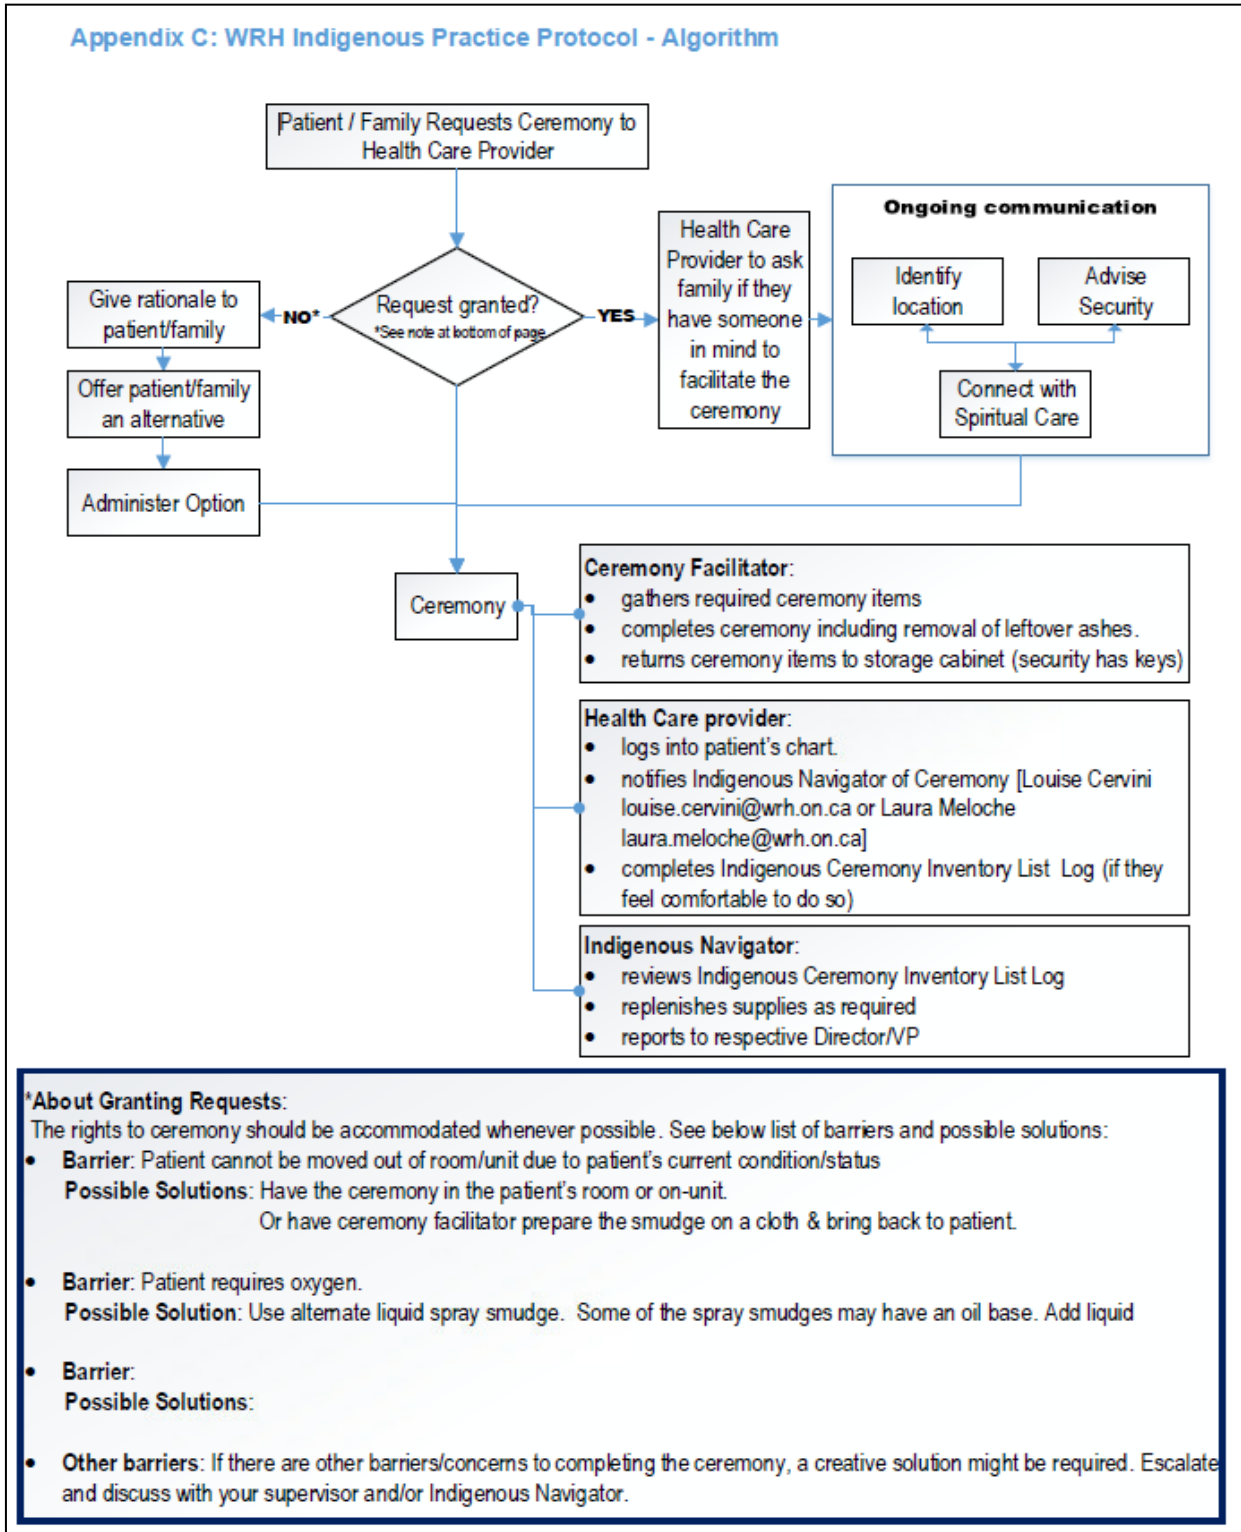 Appendix C: WRH Indigenous Practice Protocol - Algorithm
Patient / Family Requests Ceremony to
Health Care Provider
Request granted?
*See note at bottom of page
NO*
Give rationale to
patient/family
Offer patient/family
an alternative
Administer Option
YES
Health Care
Provider to ask
family if they
have someone
in mind to
facilitate the
ceremony
Ongoing communication
Identify
location
Advise
Security
Connect with
Spiritual Care
Ceremony
Ceremony Facilitator:
• gathers required ceremony items
• completes ceremony including removal of leftover ashes.
• returns ceremony items to storage cabinet (security has keys)
Health Care provider:
• logs into patient's chart.
• notifies Indigenous Navigator of Ceremony [Louise Cervini
louise.cervini@wrh.on.ca or Laura Meloche
laura.meloche@wrh.on.ca]
• completes Indigenous Ceremony Inventory List Log (if they
feel comfortable to do so)
Indigenous Navigator:
• reviews Indigenous Ceremony Inventory List Log
• replenishes supplies as required
• reports to respective Director/VP
*About Granting Requests:
The rights to ceremony should be accommodated whenever possible. See below list of barriers and possible solutions:
• Barrier: Patient cannot be moved out of room/unit due to patient's current condition/status
Possible Solutions: Have the ceremony in the patient's room or on-unit.
Or have ceremony facilitator prepare the smudge on a cloth & bring back to patient.
• Barrier: Patient requires oxygen.
Possible Solution: Use alternate liquid spray smudge. Some of the spray smudges may have an oil base. Add liquid
• Barrier:
Possible Solutions:
• Other barriers: If there are other barriers/concerns to completing the ceremony, a creative solution might be required. Escalate
and discuss with your supervisor and/or Indigenous Navigator.